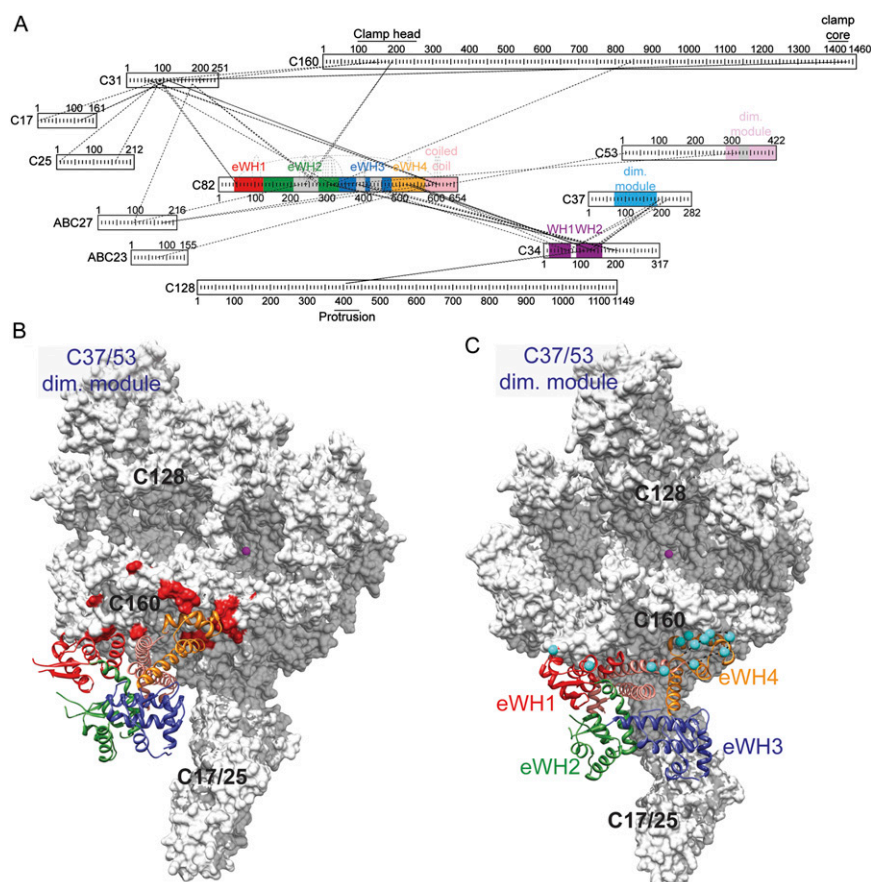 A
Clamp head
clamp
core
1 100 200 300 400 500 600 700 800 900 1000 1100 1200 1300 1400 1460
C160
1 100 200 251
C31
1 100 161
C17
1 100 212
C25
1 100 200 300 422
C53
dim.
module
eWH1 eWH2 eWH3 eWH4
coiled
coil
C82
1 100 200 300 400 500 600 654
dim.
module
C37
1 100 200 282
1 100 216
ABC27
1 100 155
ABC23
WH1WH2
C34
1 100 200 317
C128
1 100 200 300 400 500 600 700 800 900 1000 1149
Protrusion
B
C37/53
dim. module
C128
C160
C17/25
C
C37/53
dim. module
C128
C160
eWH1
eWH4
eWH2
eWH3
C17/25